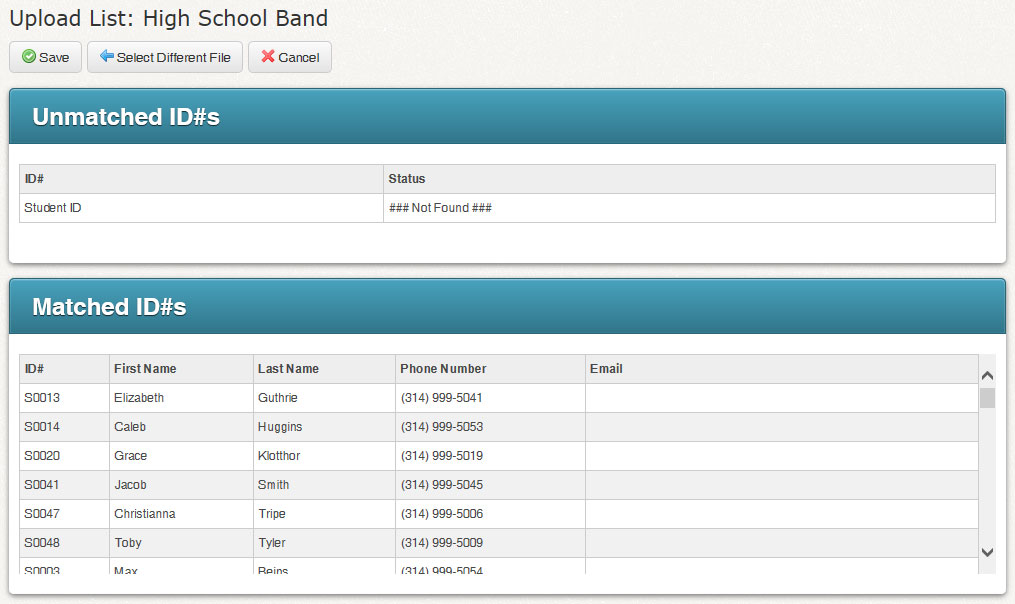 Upload List: High School Band
Save Select Different File Cancel
Unmatched ID#s
ID# Status
Student ID ### Not Found ###
Matched ID#s
ID# First Name Last Name Phone Number Email
S0013 Elizabeth Guthrie (314) 999-5041
S0014 Caleb Huggins (314) 999-5053
S0020 Grace Klotthor (314) 999-5019
S0041 Jacob Smith (314) 999-5045
S0047 Christianna Tripe (314) 999-5006
S0048 Toby Tyler (314) 999-5009
S0003 Max Beins (314) 999-5054